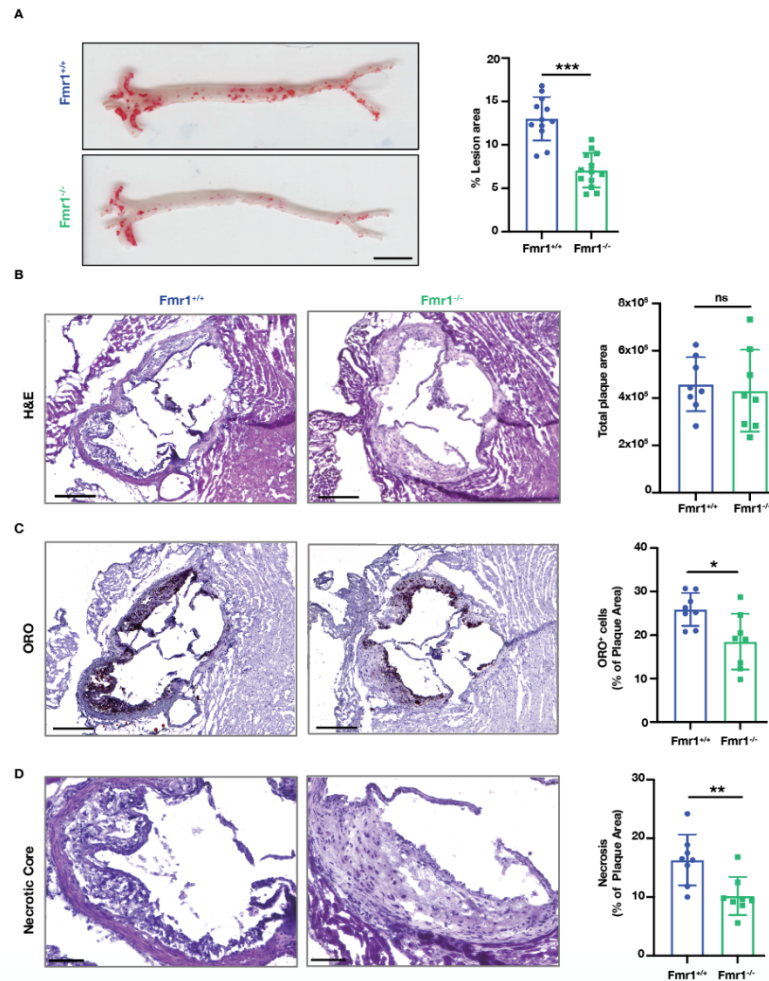 A
Fmr1+/+
Fmr1-/-
% Lesion area
20
15
10
5
0
***
Fmr1+/+ Fmr1-/-
B
Fmr1+/+ Fmr1-/-
H&E
Total plaque area
8x10⁵
6x10⁵
4x10⁵
2x10⁵
0
ns
Fmr1+/+ Fmr1-/-
C
ORO
ORO+ cells
(% of Plaque Area)
40
30
20
10
0
*
Fmr1+/+ Fmr1-/-
D
Necrotic Core
Necrosis
(% of Plaque Area)
30
20
10
0
**
Fmr1+/+ Fmr1-/-